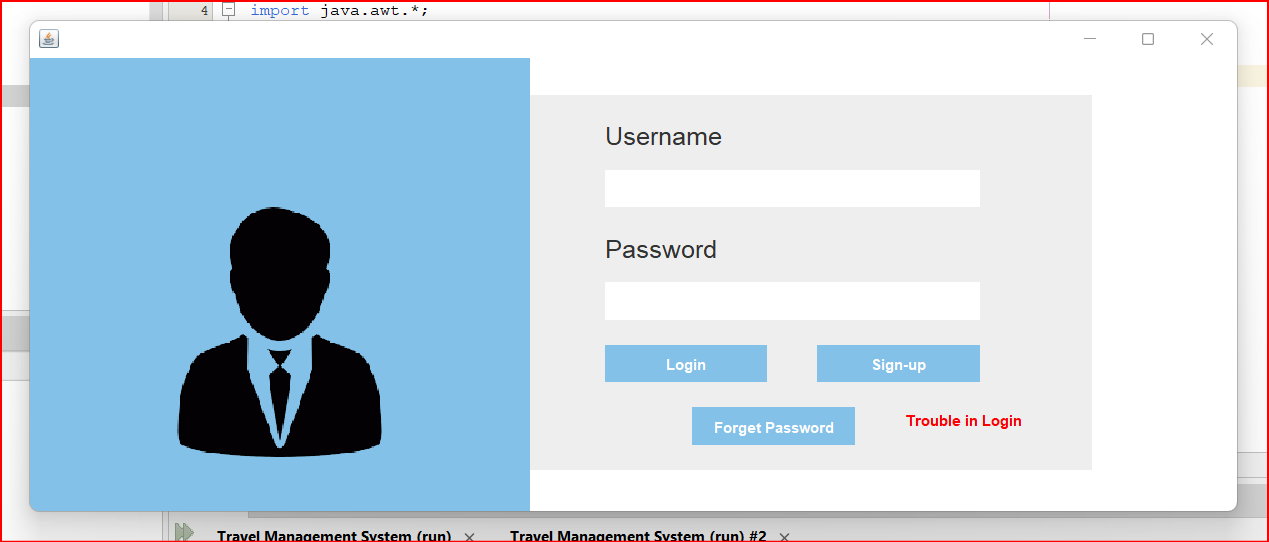 4 import java.awt.*;
Username
Password
Login Sign-up
Forget Password Trouble in Login
Travel Management System (run) × Travel Management System (run) #2 ×